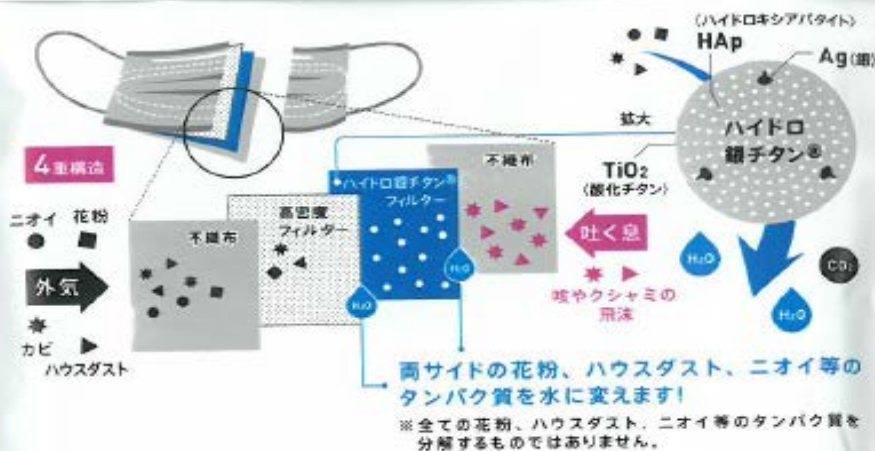 4重構造
ニオイ 花粉
外気
カビ
ハウスダスト
不織布
高密度
フィルター
ハイドロ銀チタン®
フィルター
不織布
H₂O
H₂O
吐く息
咳やクシャミの
飛沫
拡大
(ハイドロキシアパタイト)
HAp
Ag(銀)
ハイドロ
銀チタン®
TiO₂
(酸化チタン)
H₂O
CO₂
H₂O
両サイドの花粉、ハウスダスト、ニオイ等の
タンパク質を水に変えます!
※全ての花粉、ハウスダスト、ニオイ等のタンパク質を
分解するものではありません。